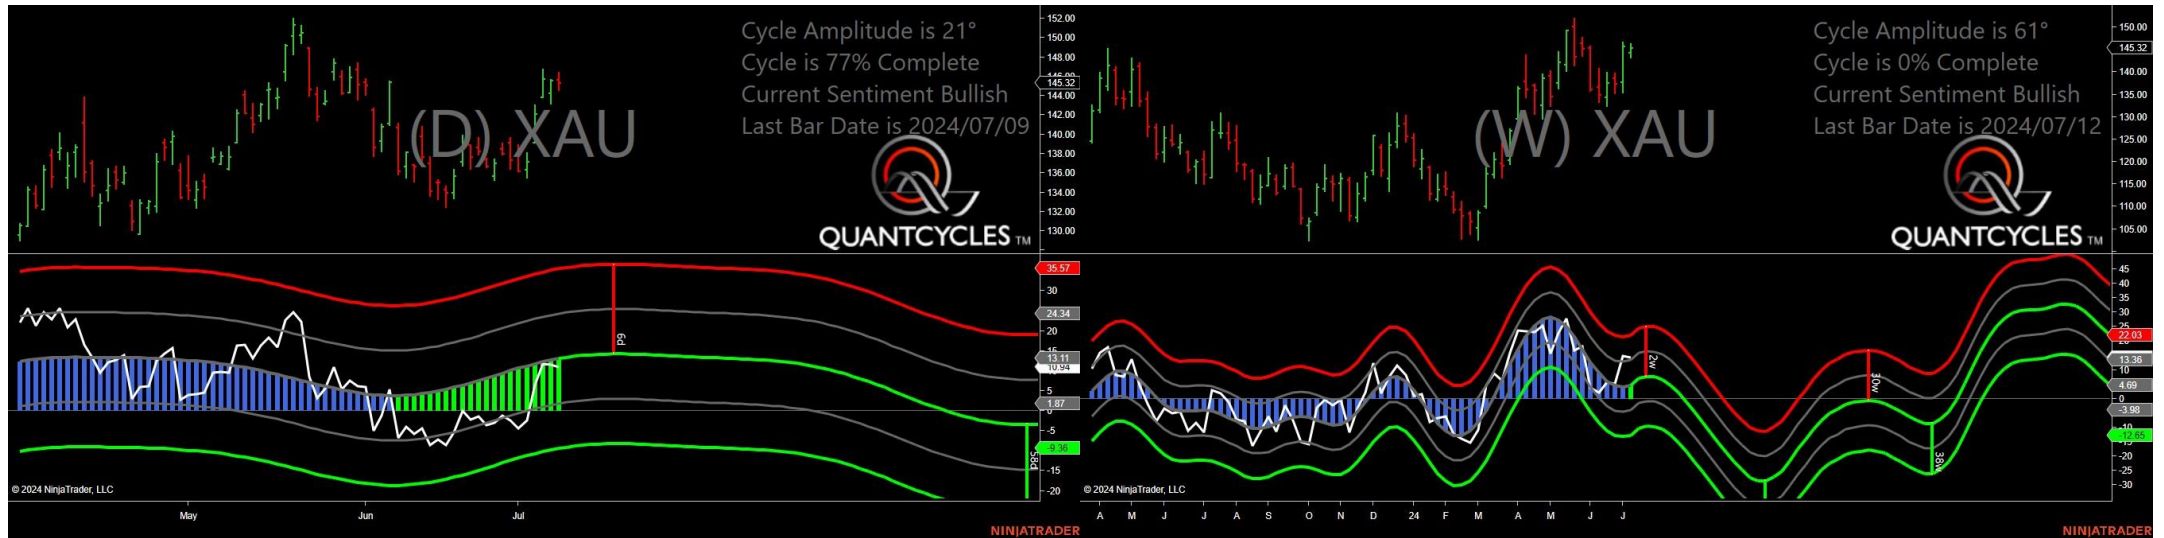 Cycle Amplitude is 21°
Cycle is 77% Complete
Current Sentiment Bullish
Last Bar Date is 2024/07/09
(D) XAU
QUANTCYCLES TM
152.00
150.00
148.00
145.32
144.00
142.00
140.00
138.00
136.00
134.00
132.00
130.00
35.57
30
24.34
20
13.11
10.94
5
1.87
0
-5
-9.36
-15
-20
6d
58d
© 2024 NinjaTrader, LLC
May
Jun
Jul
NINJATRADER
Cycle Amplitude is 61°
Cycle is 0% Complete
Current Sentiment Bullish
Last Bar Date is 2024/07/12
(W) XAU
QUANTCYCLES TM
150.00
145.32
140.00
135.00
130.00
125.00
120.00
115.00
110.00
105.00
45
40
35
30
25
22.03
13.36
10
4.69
0
-3.98
-10
-12.65
-20
-25
-30
2w
30w
38w
© 2024 NinjaTrader, LLC
A M J J A S O N D 24 F M A M J J
NINJATRADER